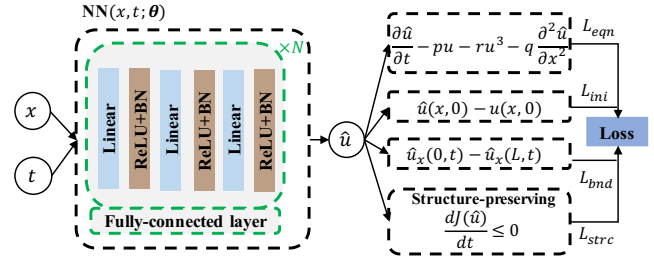 NN(x, t; θ)
×N
x
t
Linear
ReLU+BN
Linear
ReLU+BN
Linear
ReLU+BN
Fully-connected layer
û
∂û/∂t − pu − ru³ − q ∂²û/∂x²
û(x, 0) − u(x, 0)
û_x(0, t) − û_x(L, t)
Structure-preserving
dJ(û)/dt ≤ 0
L_eqn
L_ini
L_bnd
L_strc
Loss